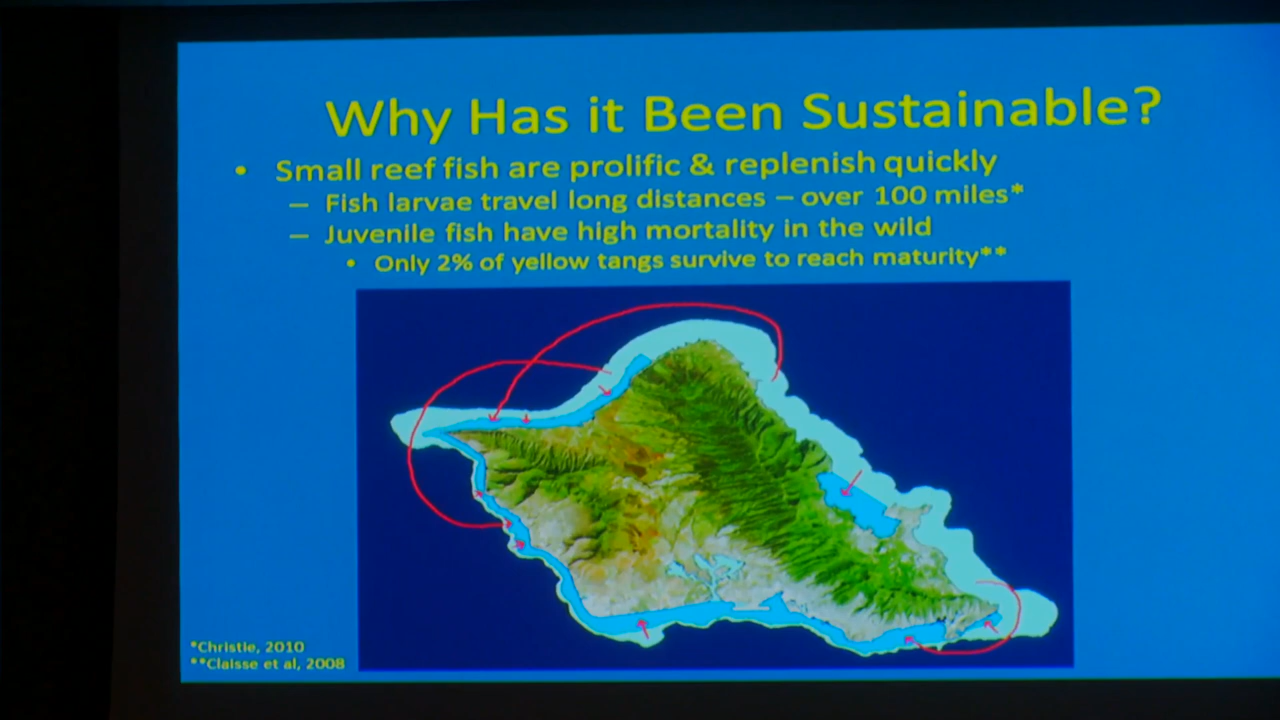 Why Has it Been Sustainable?
• Small reef fish are prolific & replenish quickly
– Fish larvae travel long distances – over 100 miles*
– Juvenile fish have high mortality in the wild
• Only 2% of yellow tangs survive to reach maturity**
*Christie, 2010
**Claisse et al, 2008